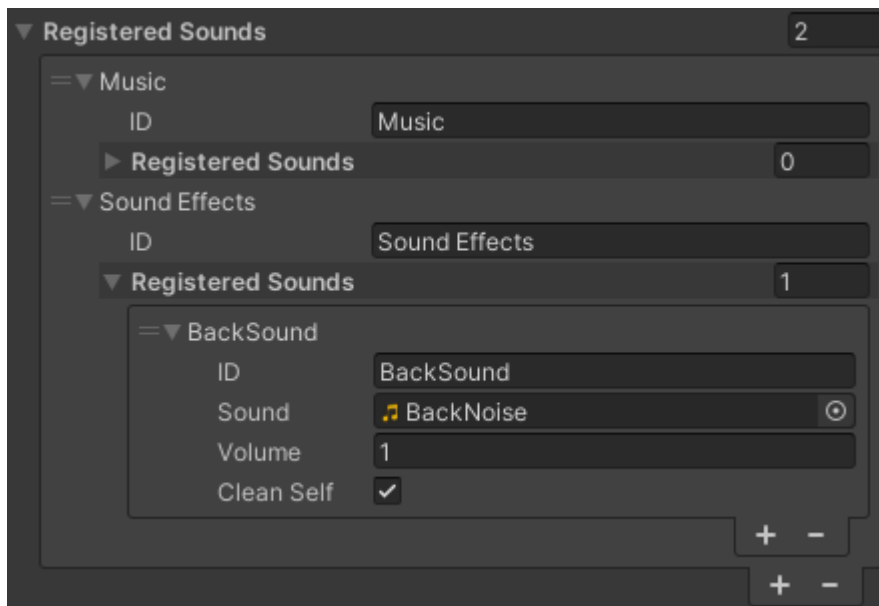 Registered Sounds 2
Music
ID Music
Registered Sounds 0
Sound Effects
ID Sound Effects
Registered Sounds 1
BackSound
ID BackSound
Sound BackNoise
Volume 1
Clean Self
+ -
+ -